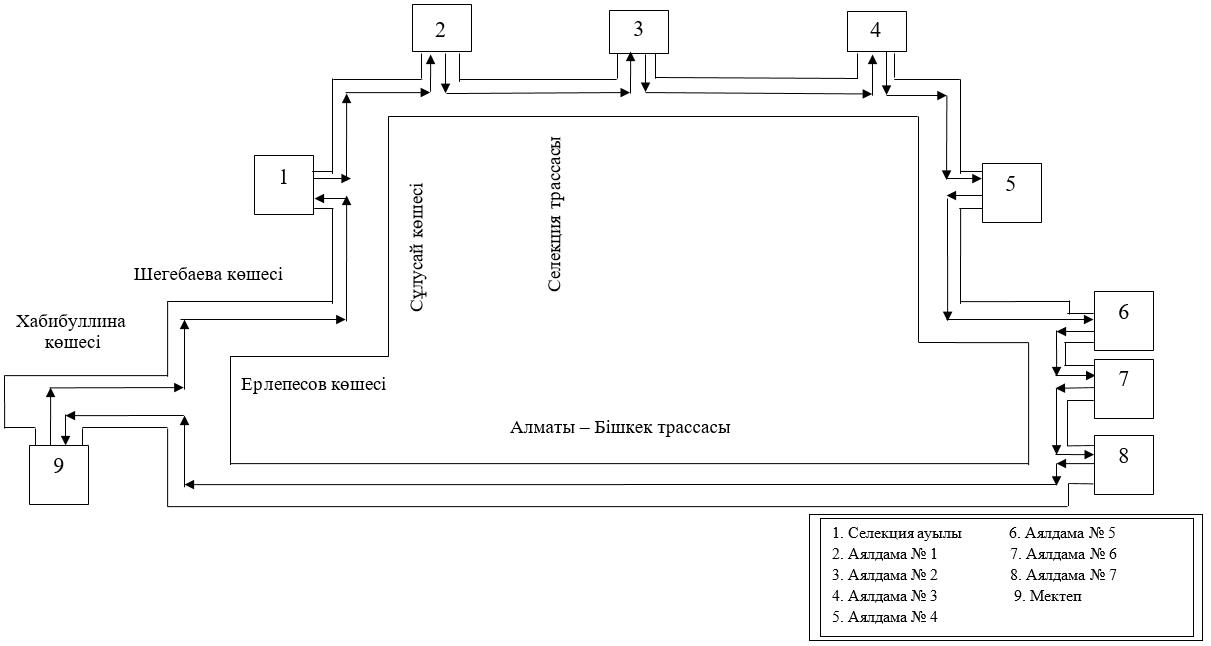 2
3
4
1
5
Сұлусай көшесі
Селекция трассасы
Шегебаева көшесі
Хабибуллина
көшесі
6
7
Ерлепесов көшесі
Алматы – Бішкек трассасы
8
9
1. Селекция ауылы
2. Аялдама № 1
3. Аялдама № 2
4. Аялдама № 3
5. Аялдама № 4
6. Аялдама № 5
7. Аялдама № 6
8. Аялдама № 7
9. Мектеп